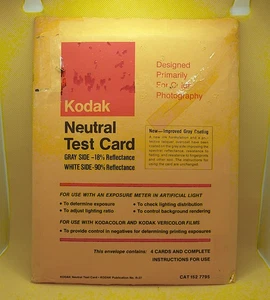 Designed
Primarily
For Color
Photography
Kodak
Neutral
Test Card
GRAY SIDE –18% Reflectance
WHITE SIDE–90% Reflectance
New—Improved Gray Coating
FOR USE WITH AN EXPOSURE METER IN ARTIFICIAL LIGHT
• To determine exposure
• To check lighting distribution
• To adjust lighting ratio
• To control background rendering
FOR USE WITH KODACOLOR AND KODAK VERICOLOR FILMS
• To provide control in negatives for determining printing exposures
This envelope contains: 4 CARDS AND COMPLETE
INSTRUCTIONS FOR USE
CAT 152 7795